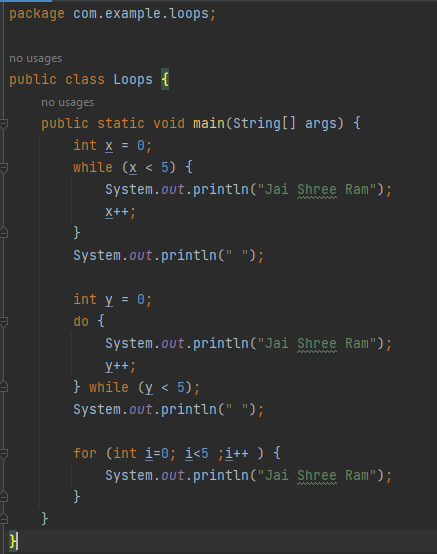 package com.example.loops;
no usages
public class Loops {
no usages
    public static void main(String[] args) {
        int x = 0;
        while (x < 5) {
            System.out.println("Jai Shree Ram");
            x++;
        }
        System.out.println(" ");
        int y = 0;
        do {
            System.out.println("Jai Shree Ram");
            y++;
        } while (y < 5);
        System.out.println(" ");
        for (int i=0; i<5 ;i++ ) {
            System.out.println("Jai Shree Ram");
        }
    }
}